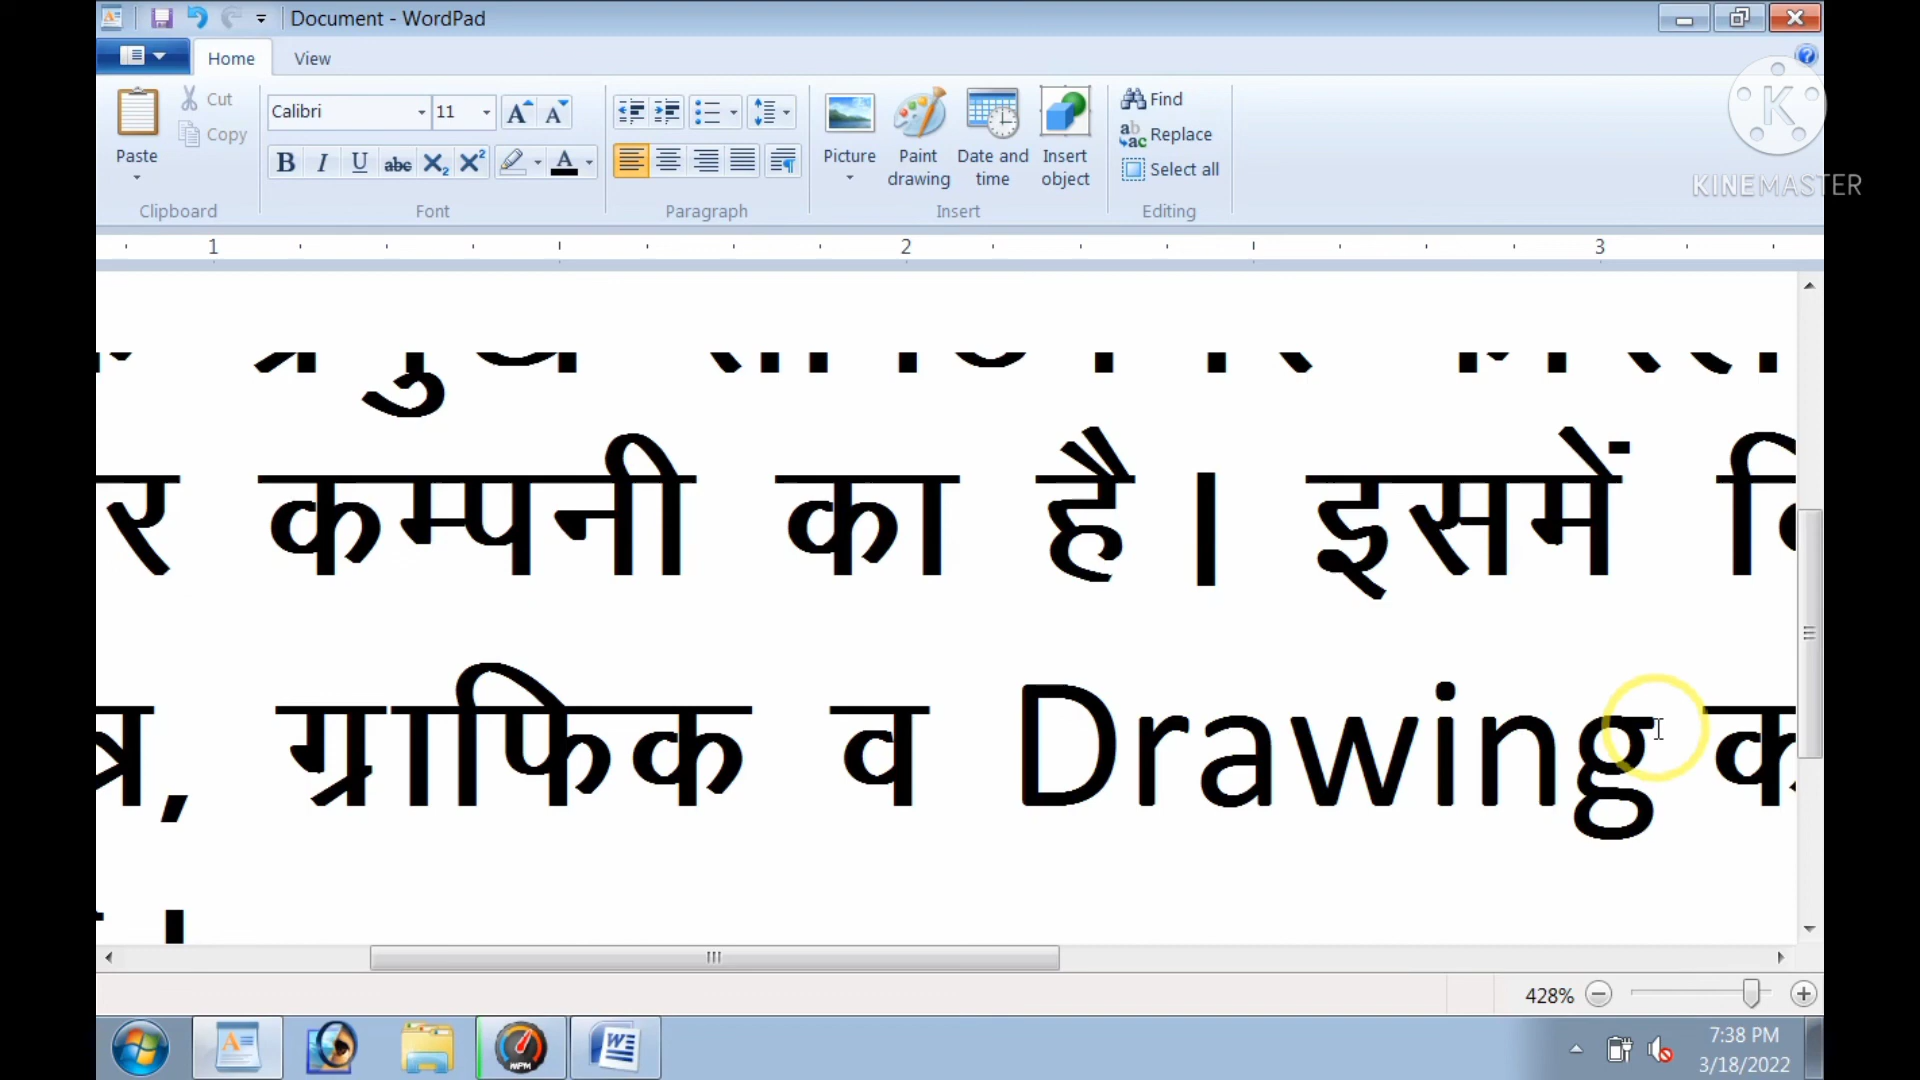 Document - WordPad
Home View
Paste
Cut
Copy
Clipboard
Calibri 11
Font
Paragraph
Picture
Paint drawing
Date and time
Insert object
Insert
Find
Replace
Select all
Editing
KINEMASTER
1 2 3
र कम्पनी का है। इसमें
ग्राफिक व Drawing
428%
7:38 PM
3/18/2022